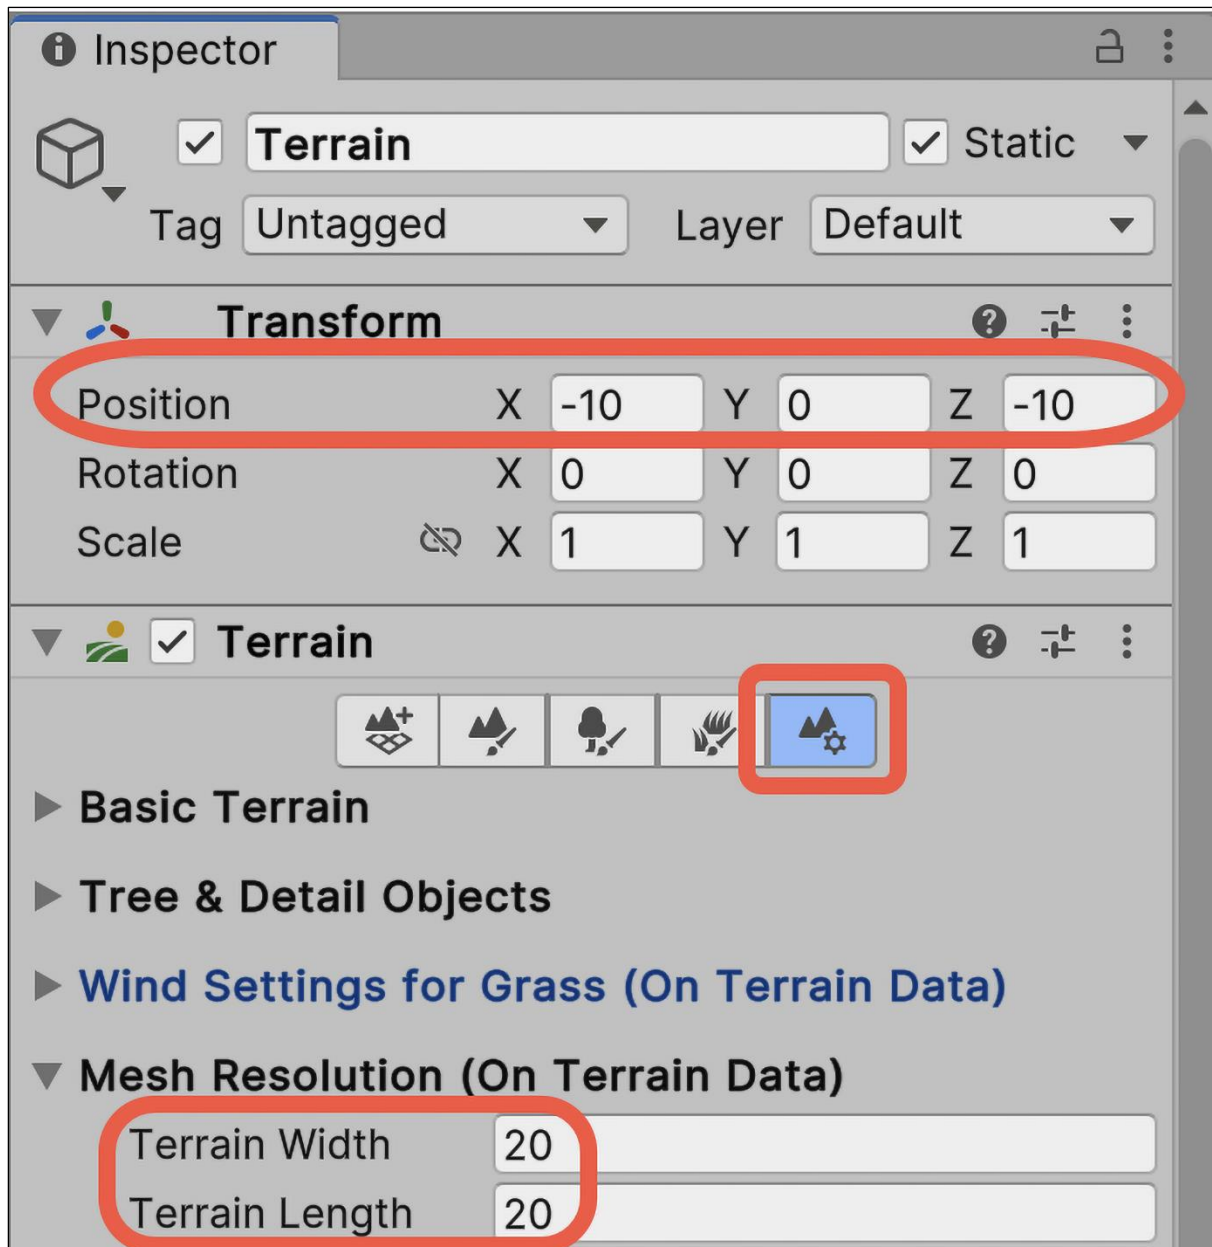 Inspector
Terrain
Static
Tag Untagged Layer Default
Transform
Position X -10 Y 0 Z -10
Rotation X 0 Y 0 Z 0
Scale X 1 Y 1 Z 1
Terrain
Basic Terrain
Tree & Detail Objects
Wind Settings for Grass (On Terrain Data)
Mesh Resolution (On Terrain Data)
Terrain Width 20
Terrain Length 20